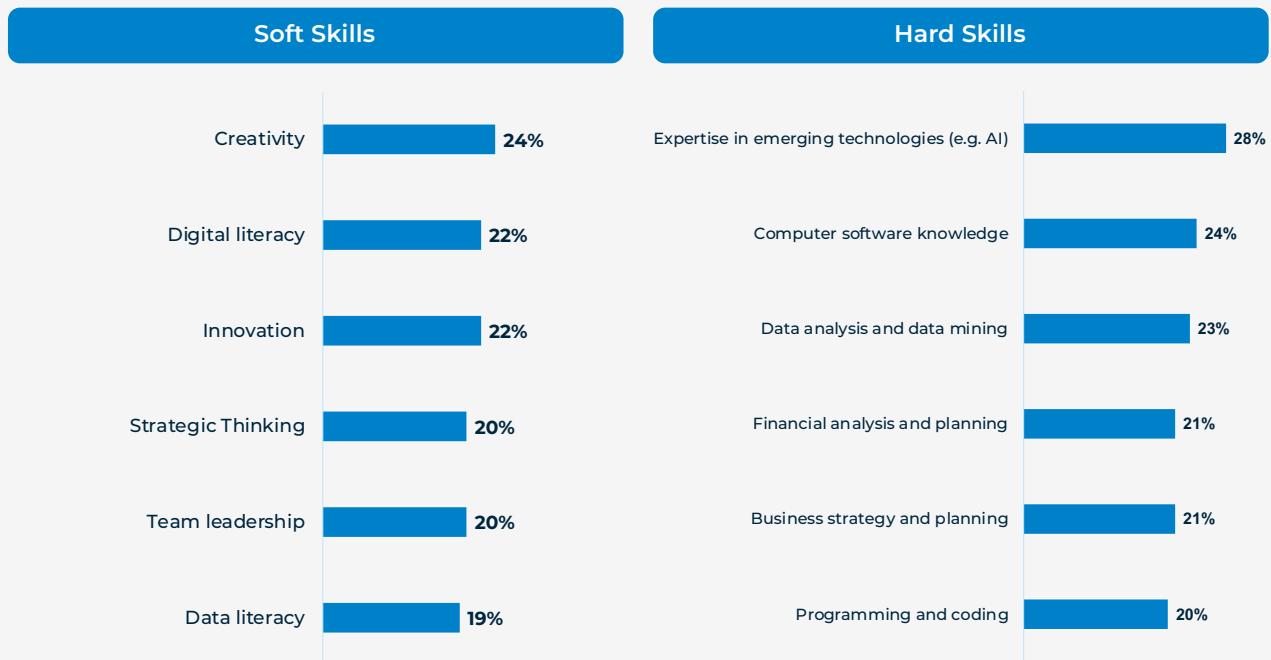 Soft Skills
Creativity 24%
Digital literacy 22%
Innovation 22%
Strategic Thinking 20%
Team leadership 20%
Data literacy 19%
Hard Skills
Expertise in emerging technologies (e.g. AI) 28%
Computer software knowledge 24%
Data analysis and data mining 23%
Financial analysis and planning 21%
Business strategy and planning 21%
Programming and coding 20%